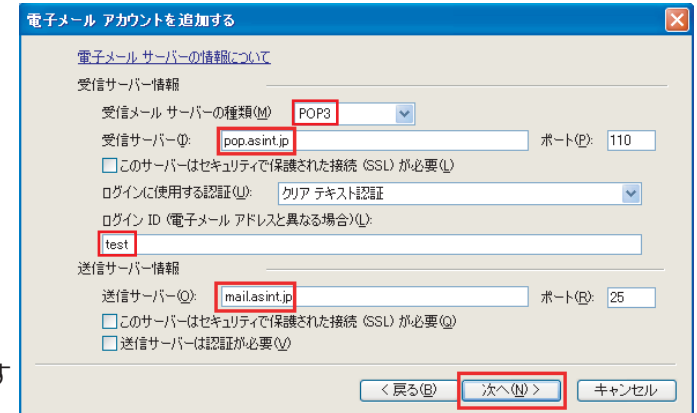 電子メール アカウントを追加する
電子メール サーバーの情報について
受信サーバー情報
受信メール サーバーの種類(M) POP3
受信サーバー(I): pop.asint.jp ポート(P): 110
このサーバーはセキュリティで保護された接続 (SSL) が必要(L)
ログインに使用する認証(U): クリア テキスト認証
ログイン ID (電子メール アドレスと異なる場合)(L):
test
送信サーバー情報
送信サーバー(O): mail.asint.jp ポート(R): 25
このサーバーはセキュリティで保護された接続 (SSL) が必要(Q)
送信サーバーは認証が必要(V)
す
< 戻る(B) 次へ(N) > キャンセル